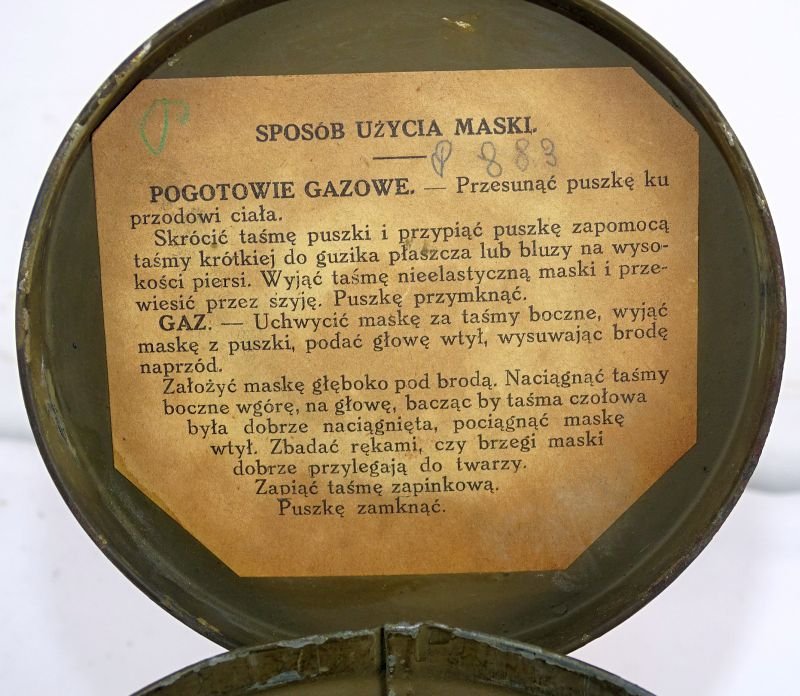 SPOSÓB UŻYCIA MASKI.
P 883
POGOTOWIE GAZOWE. — Przesunąć puszkę ku
przodowi ciała.
Skrócić taśmę puszki i przypiąć puszkę zapomocą
taśmy krótkiej do guzika płaszcza lub bluzy na wyso-
kości piersi. Wyjąć taśmę nieelastyczną maski i prze-
wiesić przez szyję. Puszkę przymknąć.
GAZ. — Uchwycić maskę za taśmy boczne, wyjąć
maskę z puszki, podać głowę wtył, wysuwając brodę
naprzód.
Założyć maskę głęboko pod brodą. Naciągnąć taśmy
boczne wgórę, na głowę, bacząc by taśma czołowa
była dobrze naciągnięta, pociągnąć maskę
wtył. Zbadać rękami, czy brzegi maski
dobrze przylegają do twarzy.
Zapiąć taśmę zapinkową.
Puszkę zamknąć.